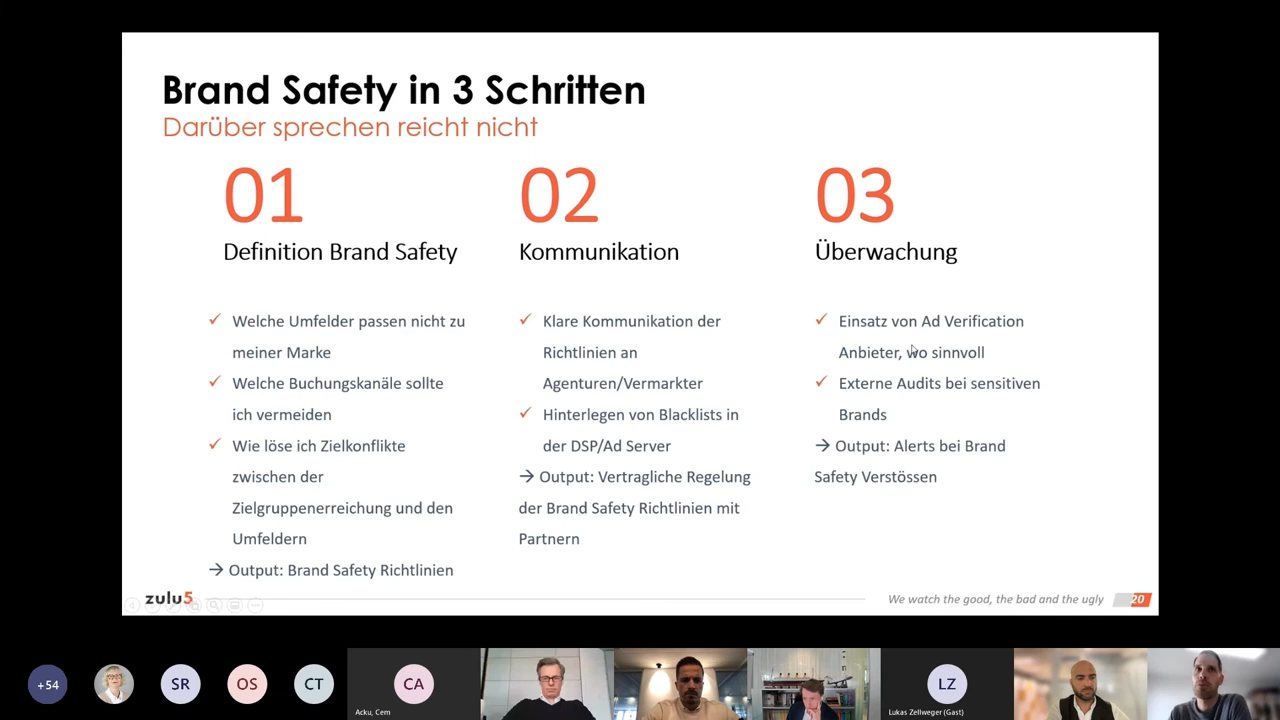 Brand Safety in 3 Schritten
Darüber sprechen reicht nicht
01
Definition Brand Safety
Welche Umfelder passen nicht zu
meiner Marke
Welche Buchungskanäle sollte
ich vermeiden
Wie löse ich Zielkonflikte
zwischen der
Zielgruppenerreichung und den
Umfeldern
→ Output: Brand Safety Richtlinien
02
Kommunikation
Klare Kommunikation der
Richtlinien an
Agenturen/Vermarkter
Hinterlegen von Blacklists in
der DSP/Ad Server
→ Output: Vertragliche Regelung
der Brand Safety Richtlinien mit
Partnern
03
Überwachung
Einsatz von Ad Verification
Anbieter, wo sinnvoll
Externe Audits bei sensitiven
Brands
→ Output: Alerts bei Brand
Safety Verstössen
zulu5
We watch the good, the bad and the ugly
20
+54
SR
OS
CT
CA
Acku, Cem
LZ
Lukas Zellweger (Gast)